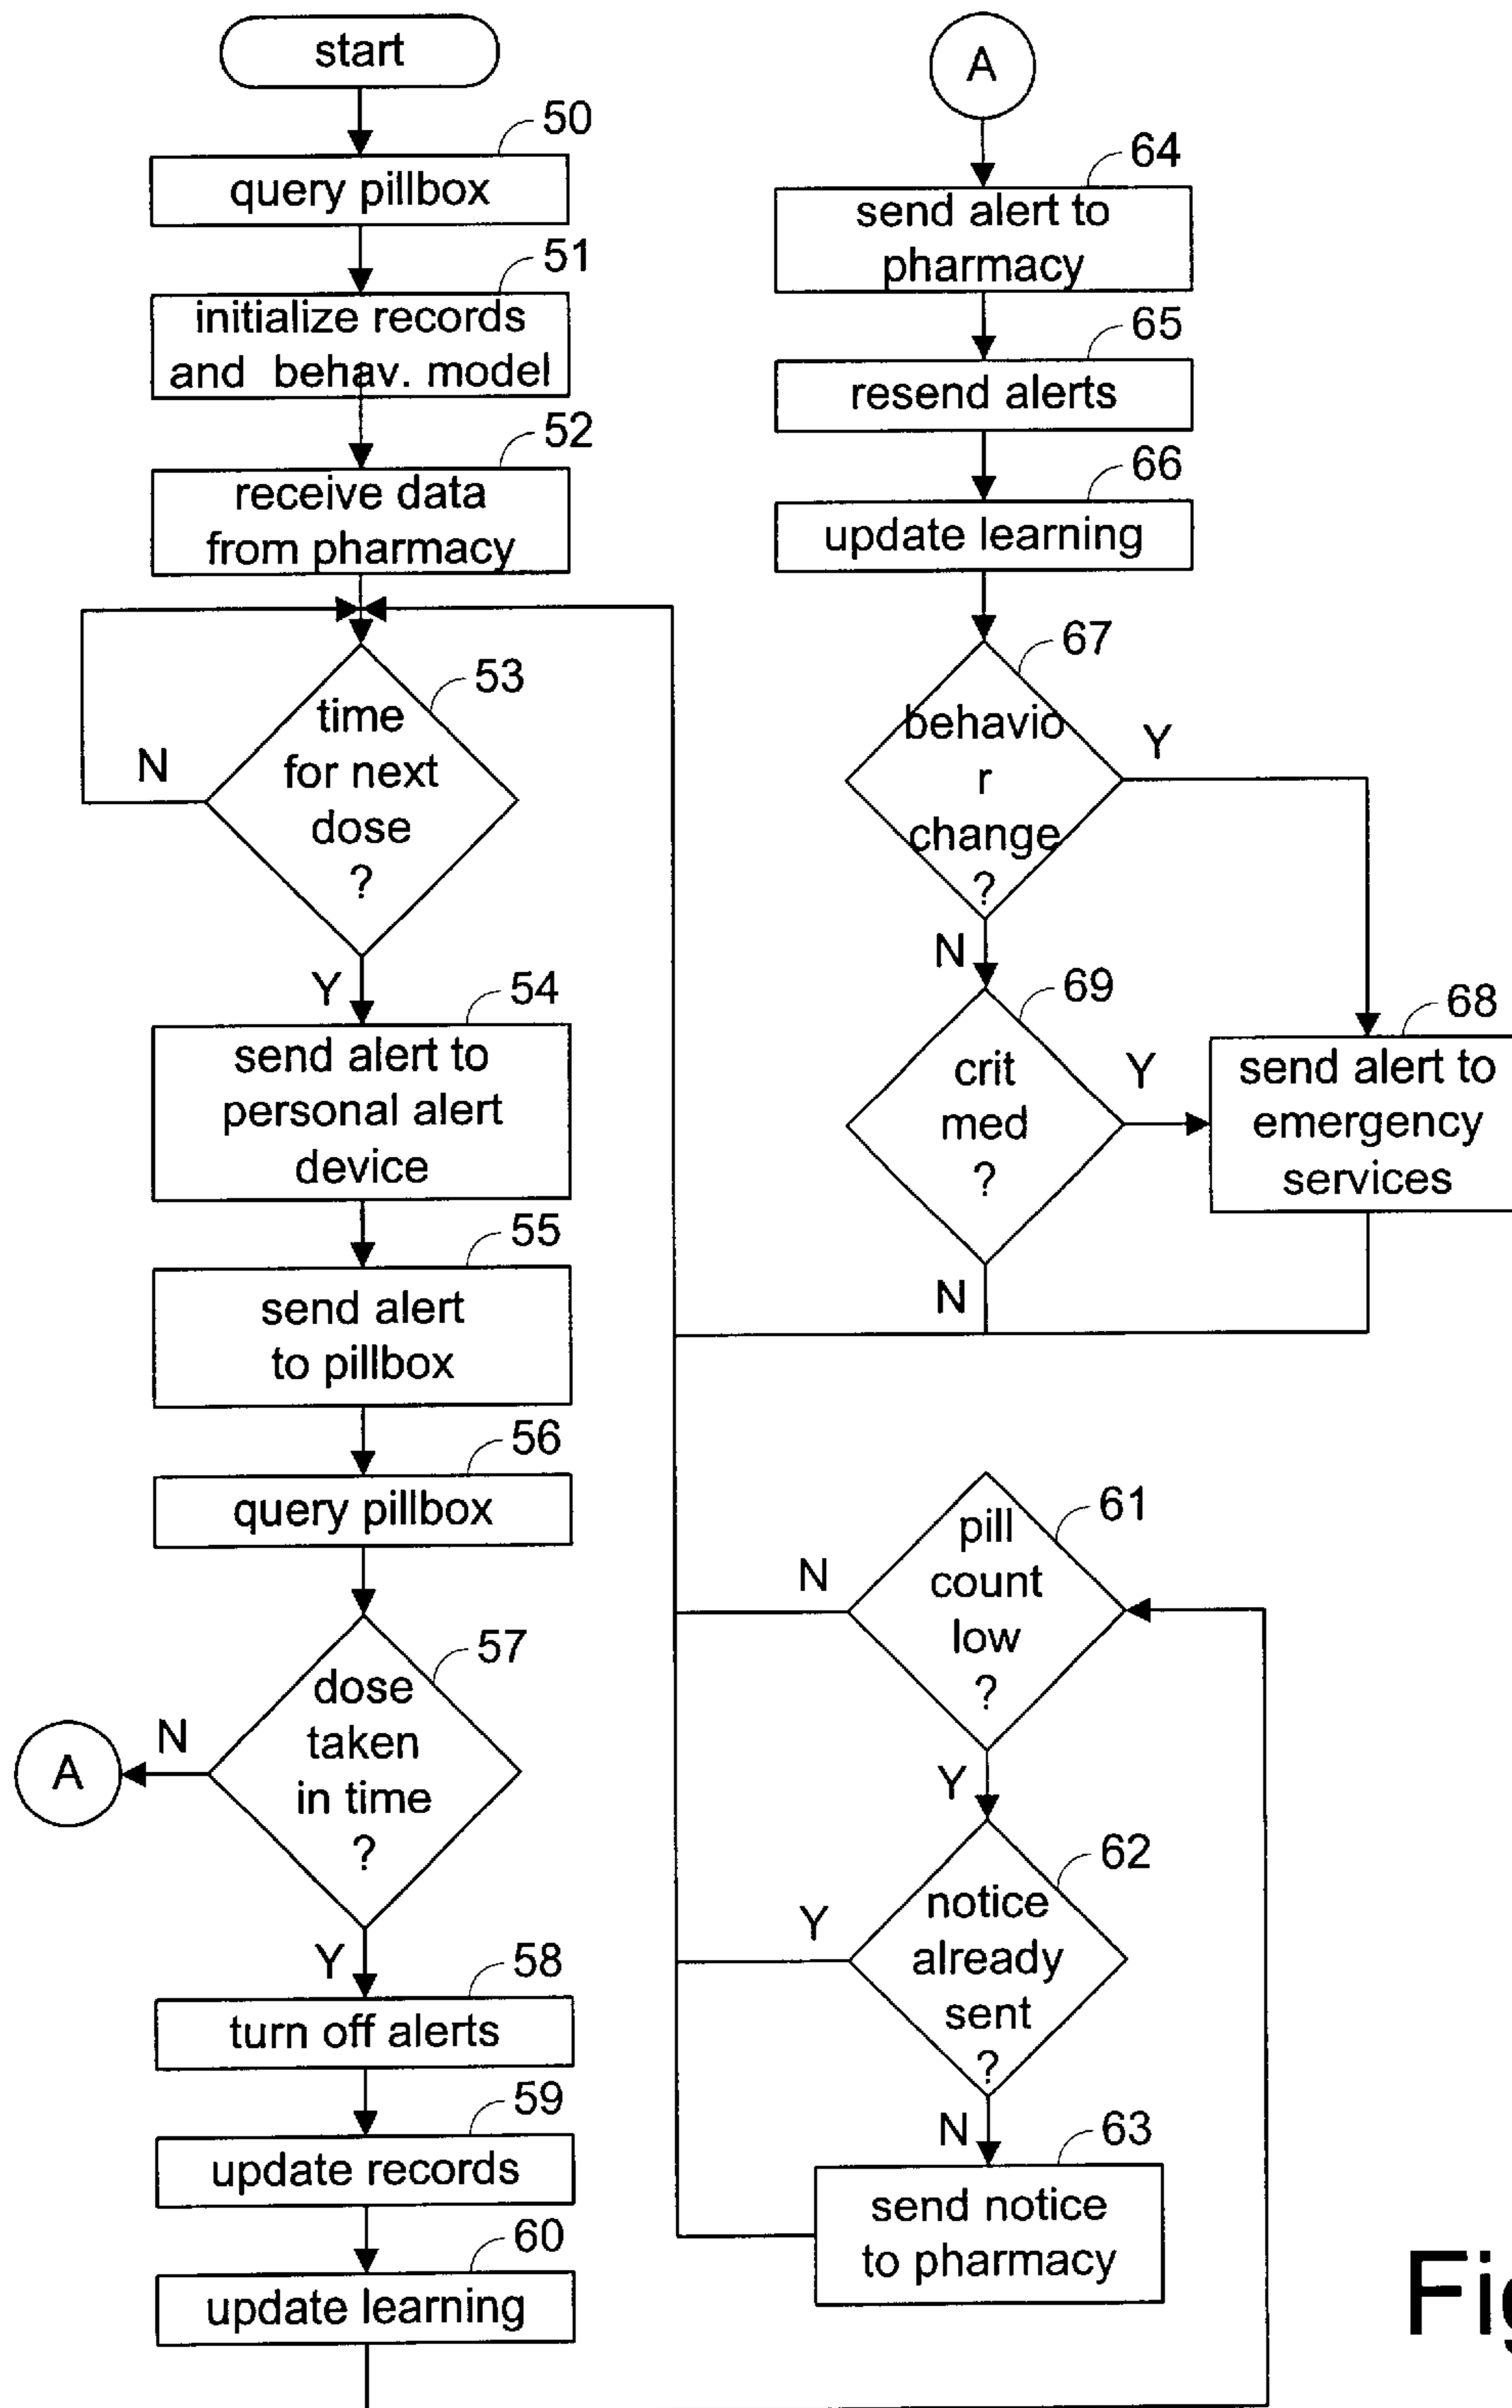 start
50
query pillbox
51
initialize records
and behav. model
52
receive data
from pharmacy
53
time
for next
dose
?
N
Y
54
send alert to
personal alert
device
55
send alert
to pillbox
56
query pillbox
57
dose
taken
in time
?
N
A
Y
58
turn off alerts
59
update records
60
update learning
A
64
send alert to
pharmacy
65
resend alerts
66
update learning
67
behavio
r
change
?
Y
N
69
crit
med
?
Y
68
send alert to
emergency
services
N
61
pill
count
low
?
N
Y
62
notice
already
sent
?
Y
N
63
send notice
to pharmacy